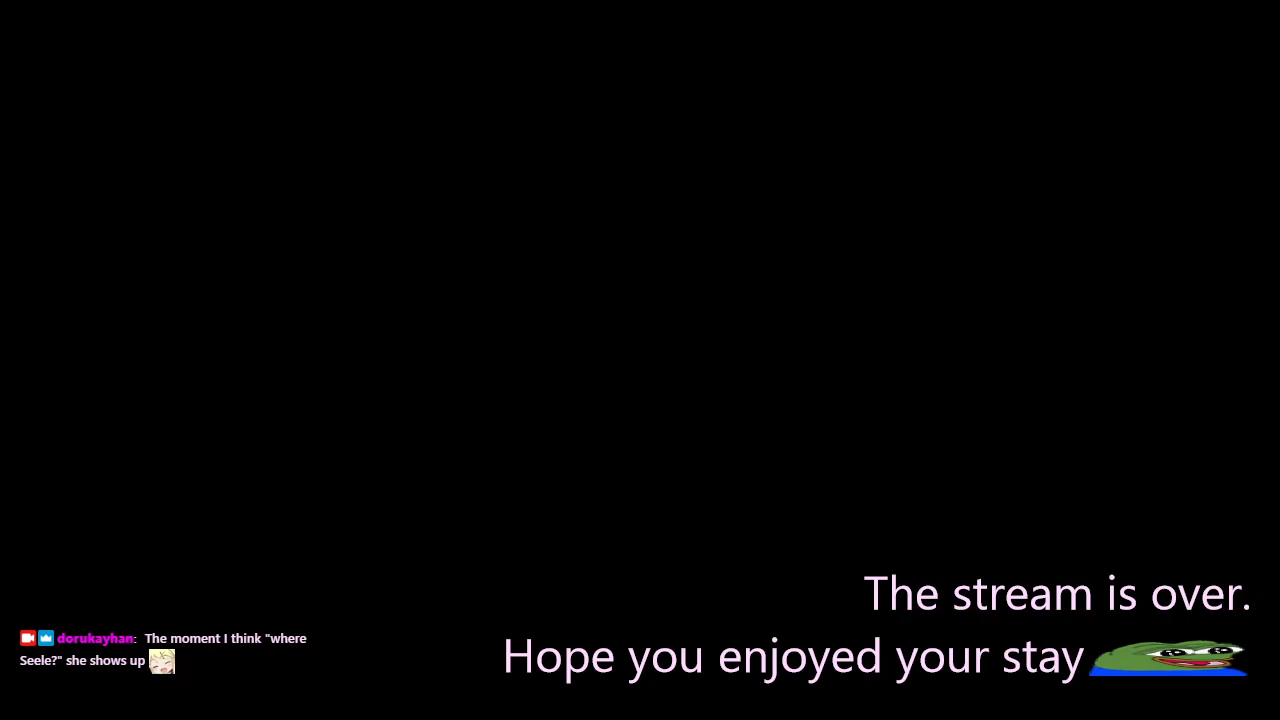 The stream is over.
Hope you enjoyed your stay
dorukayhan: The moment I think "where
Seele?" she shows up